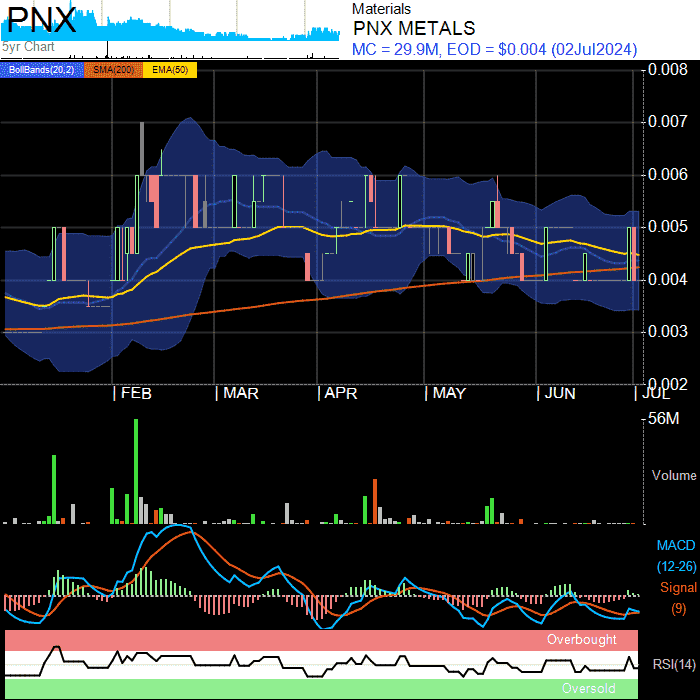 PNX
5yr Chart
Materials
PNX METALS
MC = 29.9M, EOD = $0.004 (02Jul2024)
BollBands(20,2) SMA(200) EMA(50)
0.008
0.007
0.006
0.005
0.004
0.003
0.002
FEB MAR APR MAY JUN JUL
56M
Volume
MACD
(12-26)
Signal
(9)
Overbought
RSI(14)
Oversold